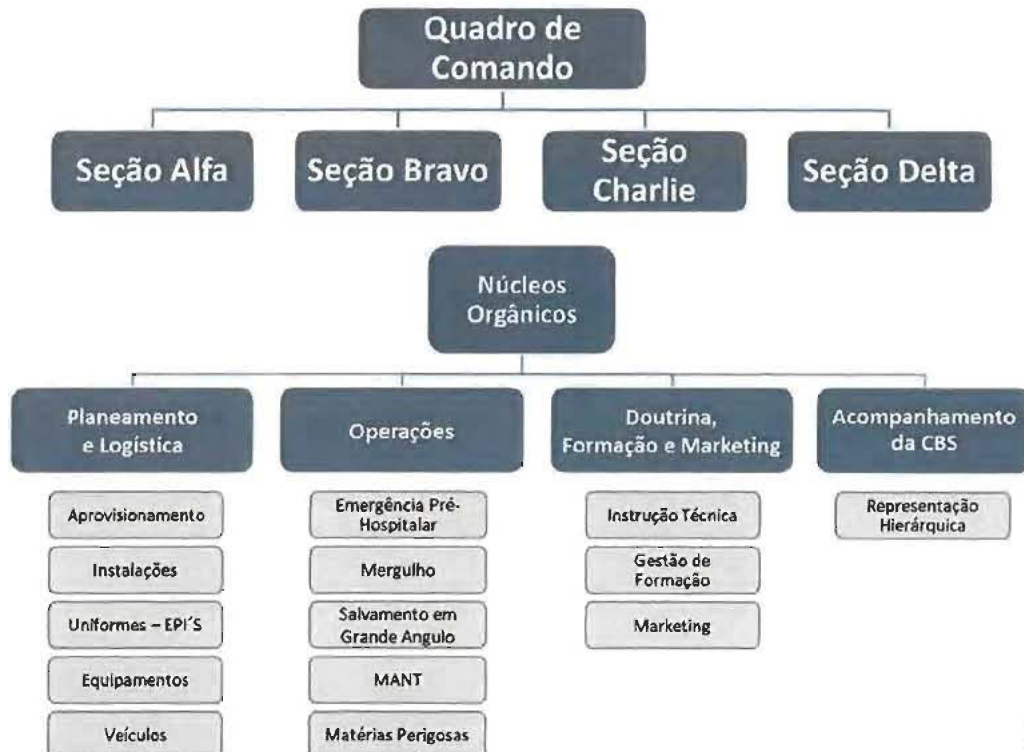 Quadro de
Comando
Seção Alfa
Seção Bravo
Seção
Charlie
Seção Delta
Núcleos
Orgânicos
Planeamento
e Logística
Operações
Doutrina,
Formação e Marketing
Acompanhamento
da CBS
Aprovisionamento
Instalações
Uniformes – EPI´S
Equipamentos
Veículos
Emergência Pré-
Hospitalar
Mergulho
Salvamento em
Grande Angulo
MANT
Matérias Perigosas
Instrução Técnica
Gestão de
Formação
Marketing
Representação
Hierárquica